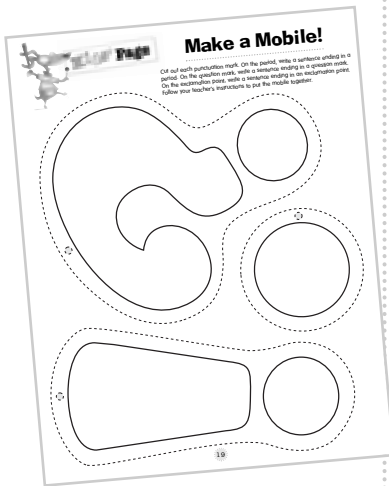 Page
Make a Mobile!
Cut out each punctuation mark. On the period, write a sentence ending in a
period. On the question mark, write a sentence ending in a question mark.
On the exclamation point, write a sentence ending in an exclamation point.
Follow your teacher's instructions to put the mobile together.
19